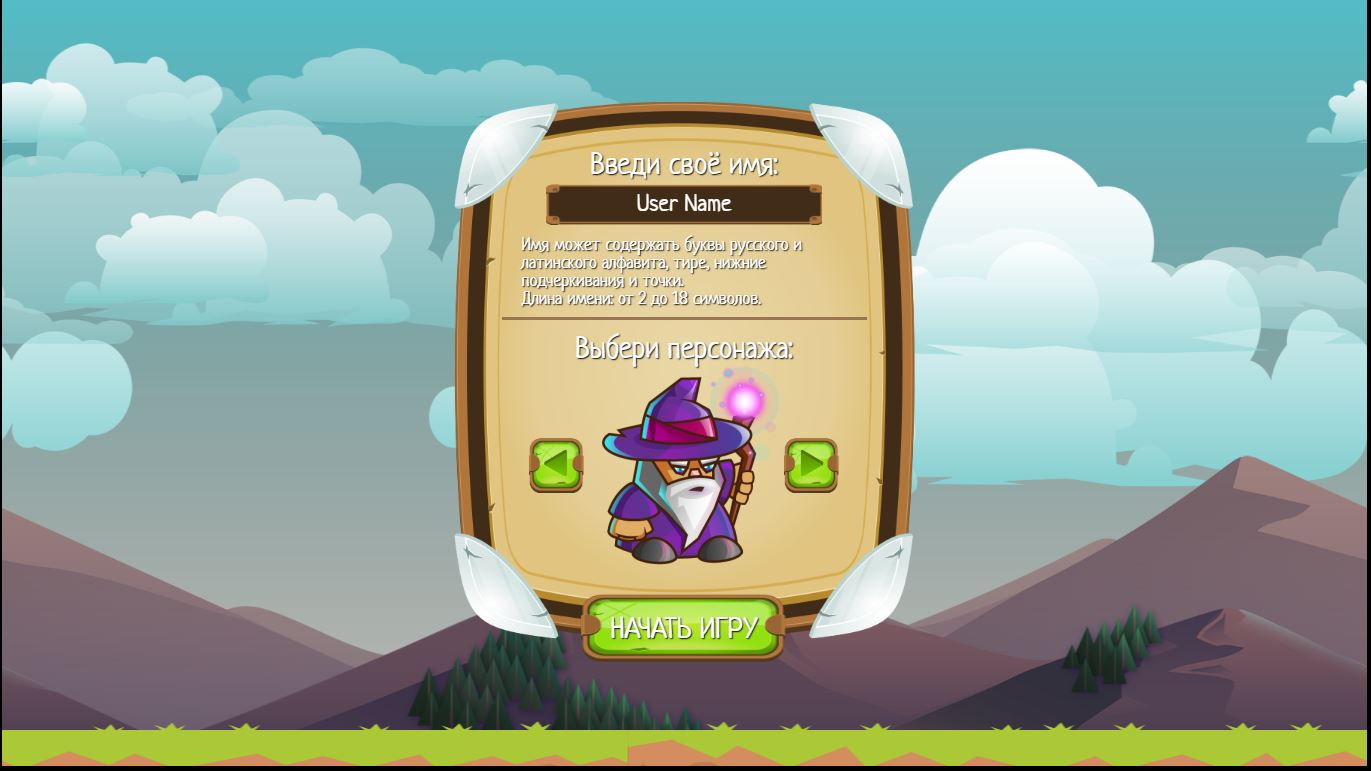 Введи своё имя:
User Name
Имя может содержать буквы русского и
латинского алфавита, тире, нижние
подчеркивания и точки.
Длина имени: от 2 до 18 символов.
Выбери персонажа:
НАЧАТЬ ИГРУ